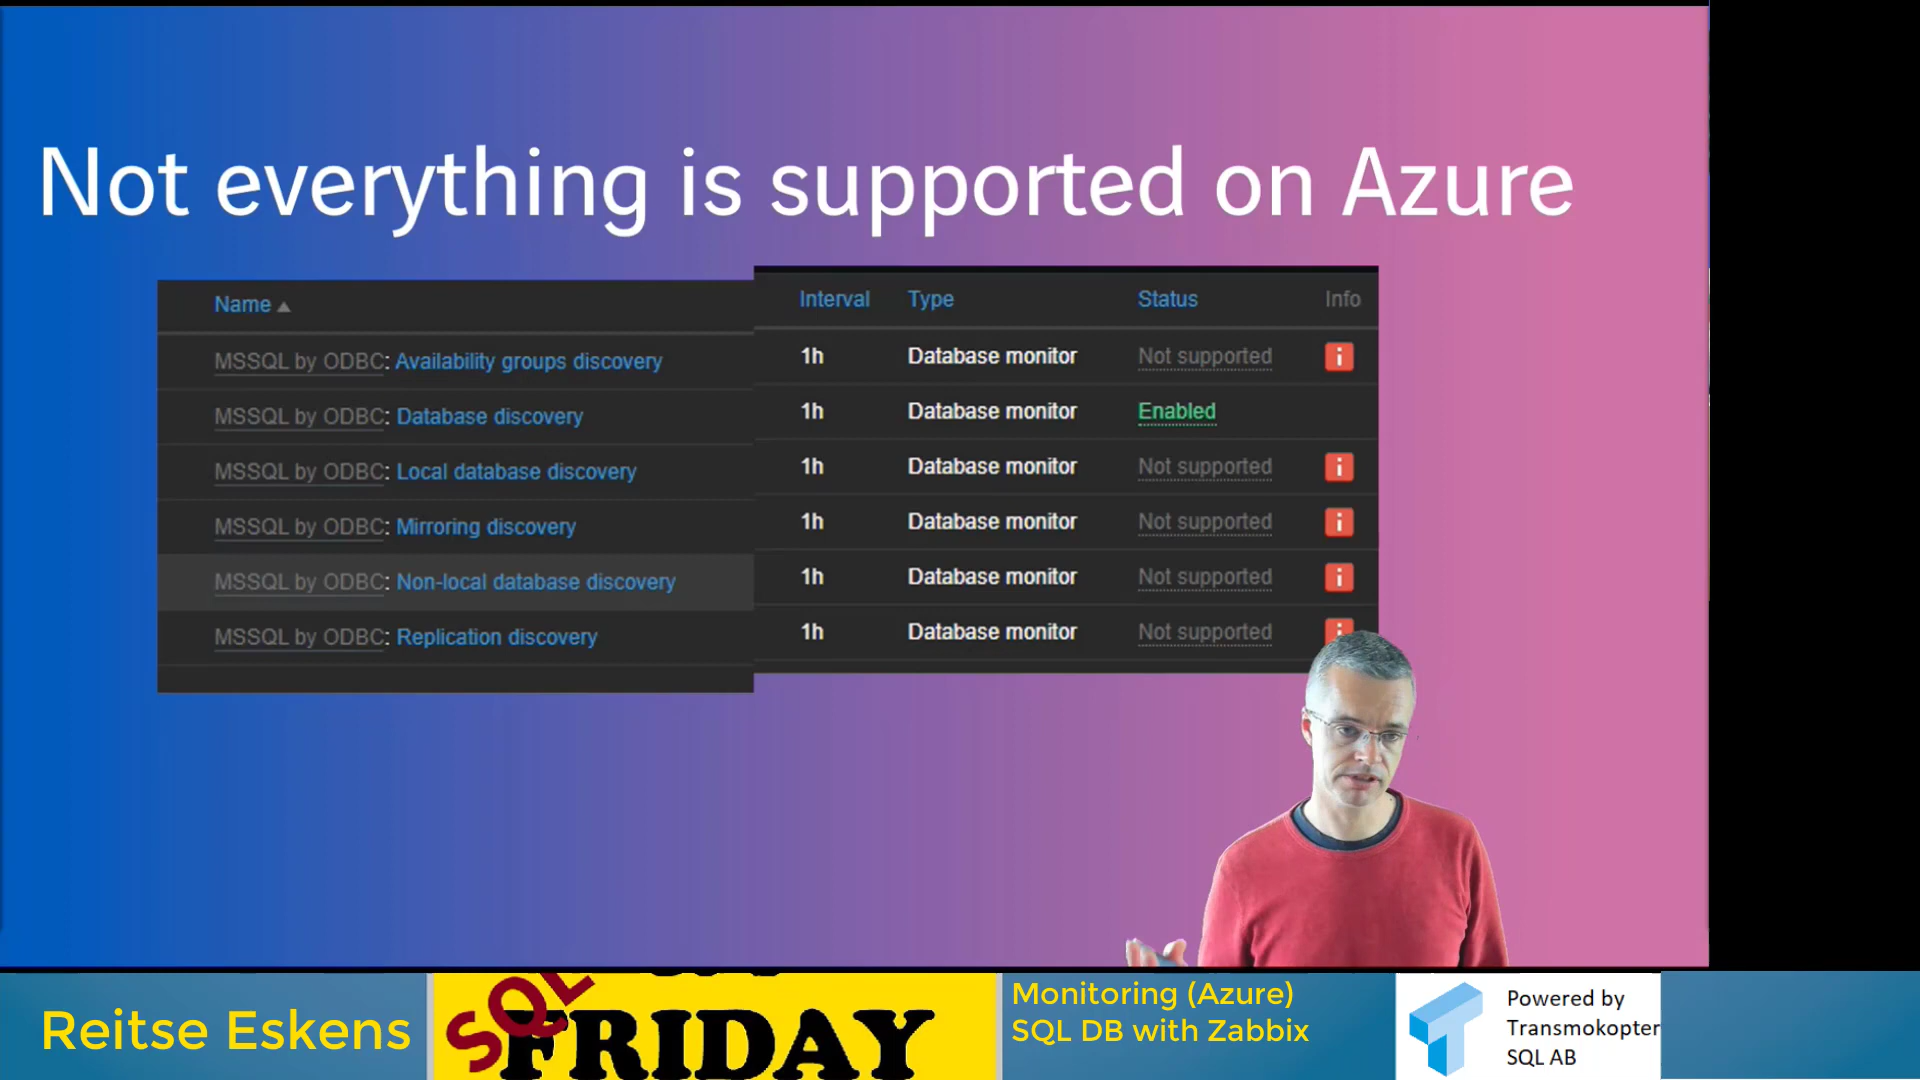 Not everything is supported on Azure
Name Interval Type Status Info
MSSQL by ODBC: Availability groups discovery 1h Database monitor Not supported i
MSSQL by ODBC: Database discovery 1h Database monitor Enabled
MSSQL by ODBC: Local database discovery 1h Database monitor Not supported i
MSSQL by ODBC: Mirroring discovery 1h Database monitor Not supported i
MSSQL by ODBC: Non-local database discovery 1h Database monitor Not supported i
MSSQL by ODBC: Replication discovery 1h Database monitor Not supported i
Reitse Eskens
SQL
FRIDAY
Monitoring (Azure)
SQL DB with Zabbix
Powered by
Transmokopter
SQL AB